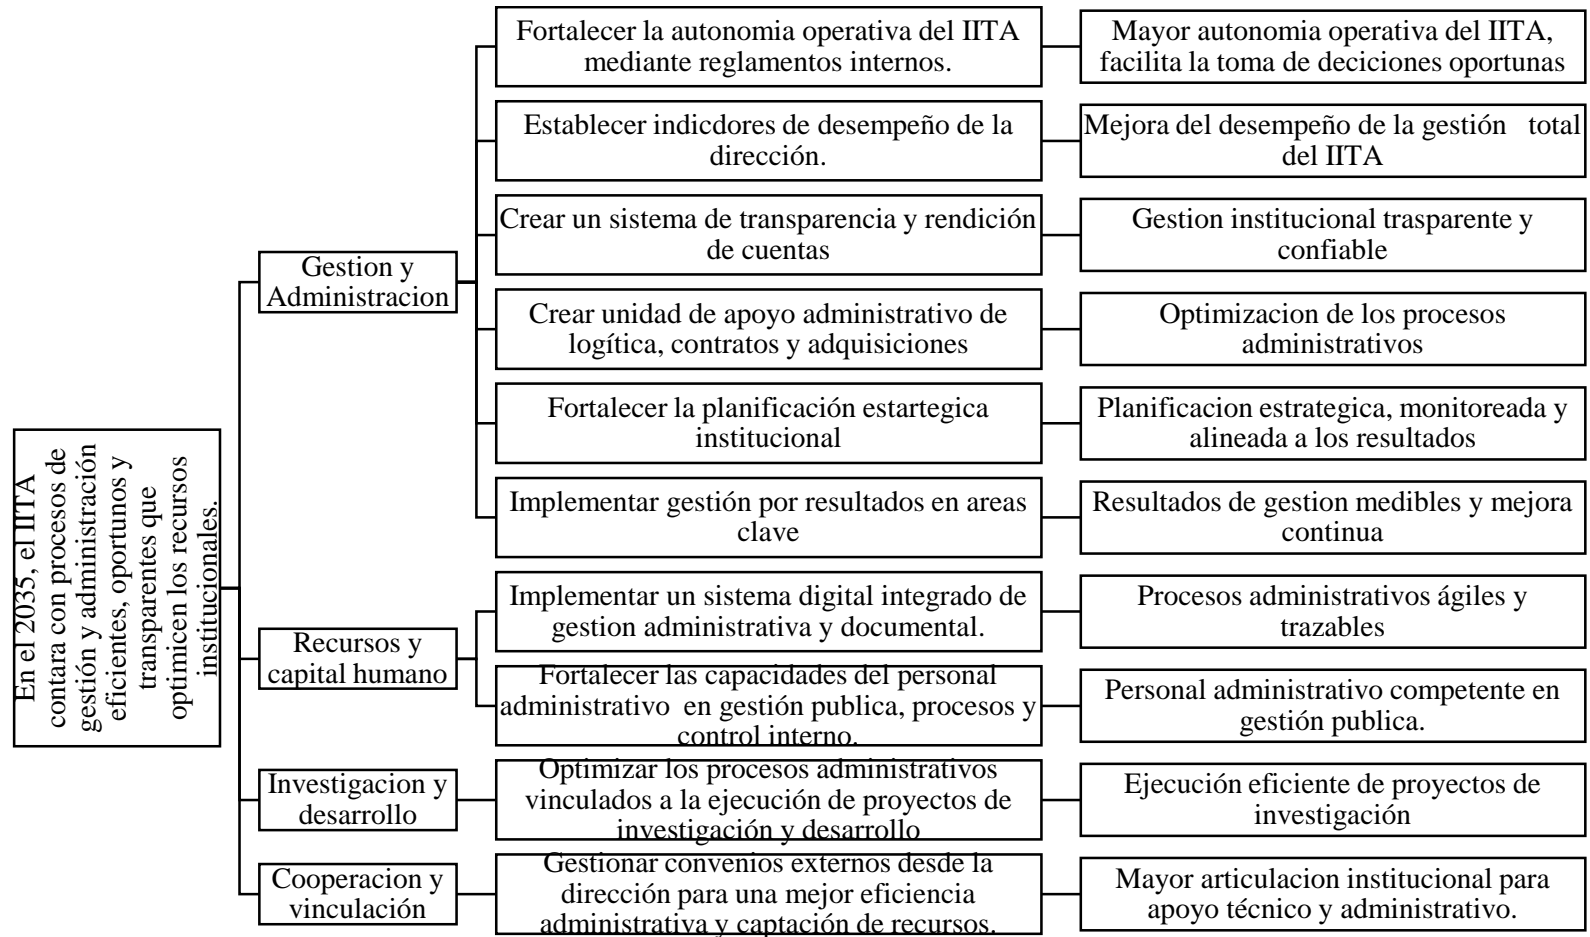 En el 2035, el IITA
contara con procesos de
gestión y administración
eficientes, oportunos y
transparentes que
optimicen los recursos
institucionales.
Gestion y
Administracion
Fortalecer la autonomia operativa del IITA
mediante reglamentos internos.
Mayor autonomia operativa del IITA,
facilita la toma de deciciones oportunas
Establecer indicdores de desempeño de la
dirección.
Mejora del desempeño de la gestión total
del IITA
Crear un sistema de transparencia y rendición
de cuentas
Gestion institucional trasparente y
confiable
Crear unidad de apoyo administrativo de
logítica, contratos y adquisiciones
Optimizacion de los procesos
administrativos
Fortalecer la planificación estartegica
institucional
Planificacion estrategica, monitoreada y
alineada a los resultados
Implementar gestión por resultados en areas
clave
Resultados de gestion medibles y mejora
continua
Recursos y
capital humano
Implementar un sistema digital integrado de
gestion administrativa y documental.
Procesos administrativos ágiles y
trazables
Fortalecer las capacidades del personal
administrativo en gestión publica, procesos y
control interno.
Personal administrativo competente en
gestión publica.
Investigacion y
desarrollo
Optimizar los procesos administrativos
vinculados a la ejecución de proyectos de
investigación y desarrollo
Ejecución eficiente de proyectos de
investigación
Cooperacion y
vinculación
Gestionar convenios externos desde la
dirección para una mejor eficiencia
administrativa y captación de recursos.
Mayor articulacion institucional para
apoyo técnico y administrativo.